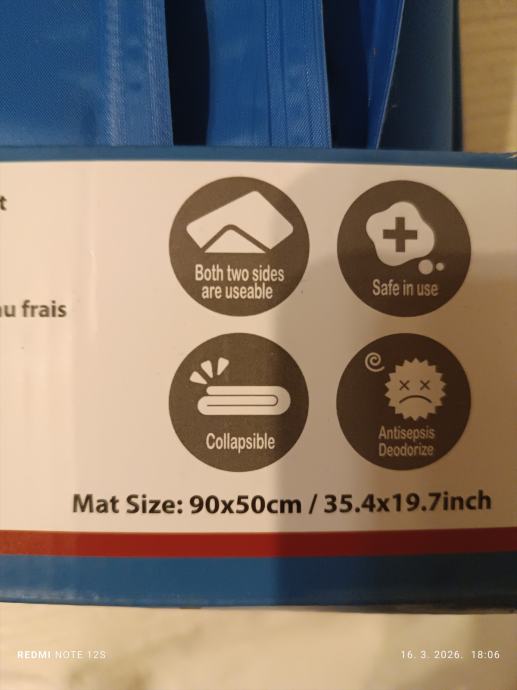 t
Both two sides
are useable
Safe in use
au frais
Collapsible
Antisepsis
Deodorize
Mat Size: 90x50cm / 35.4x19.7inch
REDMI NOTE 12S
16. 3. 2026. 18:06